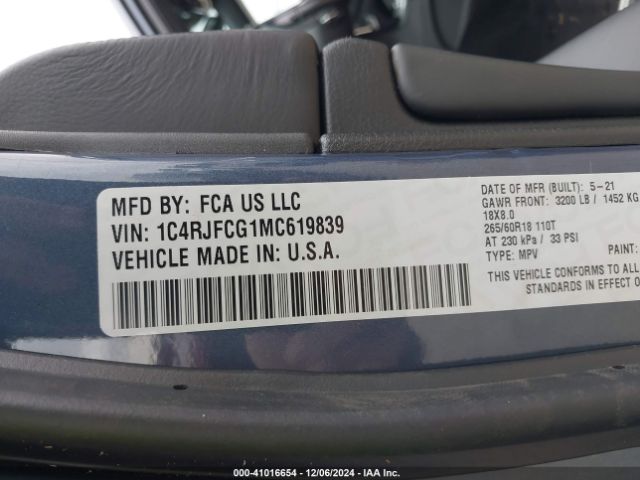 MFD BY: FCA US LLC
VIN: 1C4RJFCG1MC619839
VEHICLE MADE IN: U.S.A.
DATE OF MFR (BUILT): 5-21
GAWR FRONT: 3200 LB / 1452 KG
18X8.0
265/60R18 110T
AT 230 kPa / 33 PSI
TYPE: MPV
PAINT:
THIS VEHICLE CONFORMS TO ALL
STANDARDS IN EFFECT O
000-41016654 - 12/06/2024 - IAA Inc.